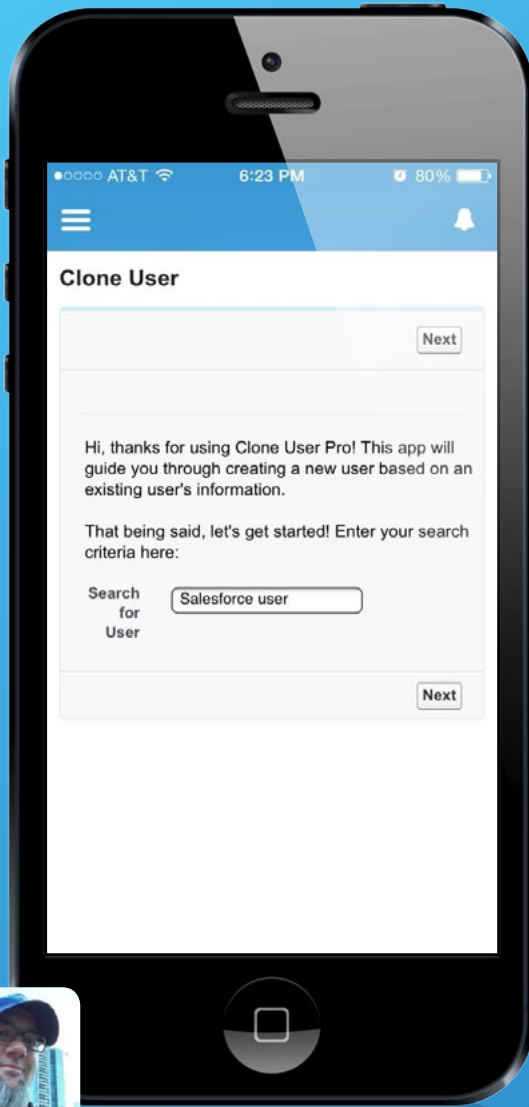 AT&T 6:23 PM 80%
Clone User
Next
Hi, thanks for using Clone User Pro! This app will
guide you through creating a new user based on an
existing user's information.
That being said, let's get started! Enter your search
criteria here:
Search
for
User
Salesforce user
Next